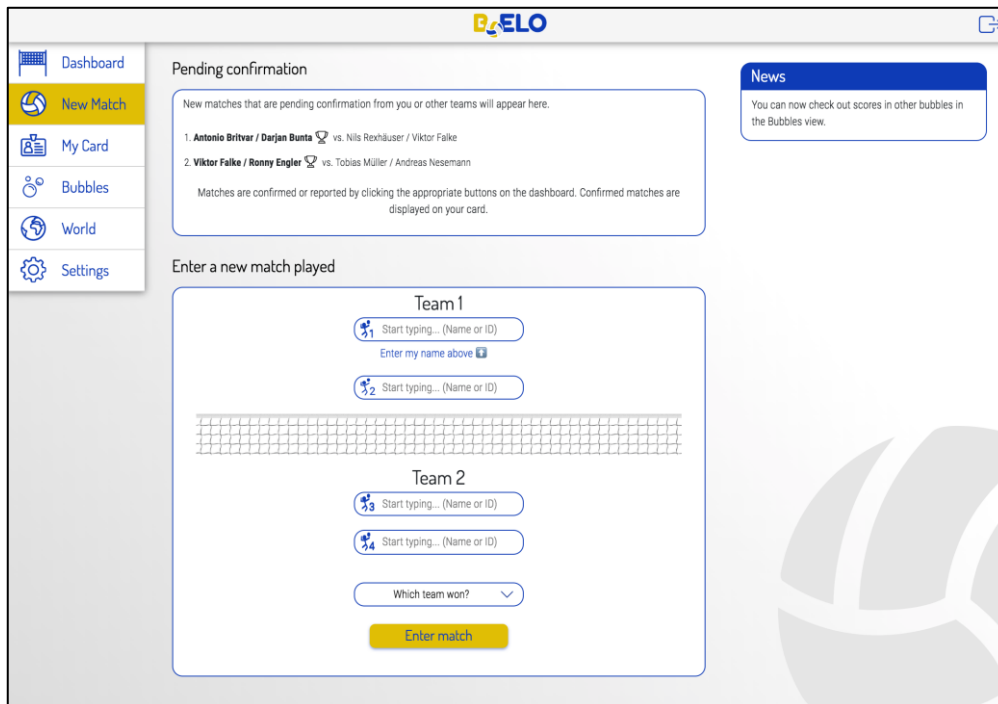 BELO
Dashboard
New Match
My Card
Bubbles
World
Settings
Pending confirmation
New matches that are pending confirmation from you or other teams will appear here.
1. Antonio Britvar / Darjan Bunta vs. Nils Rexhäuser / Viktor Falke
2. Viktor Falke / Ronny Engler vs. Tobias Müller / Andreas Nesemann
Matches are confirmed or reported by clicking the appropriate buttons on the dashboard. Confirmed matches are
displayed on your card.
Enter a new match played
Team 1
1 Start typing... (Name or ID)
Enter my name above
2 Start typing... (Name or ID)
Team 2
3 Start typing... (Name or ID)
4 Start typing... (Name or ID)
Which team won?
Enter match
News
You can now check out scores in other bubbles in
the Bubbles view.